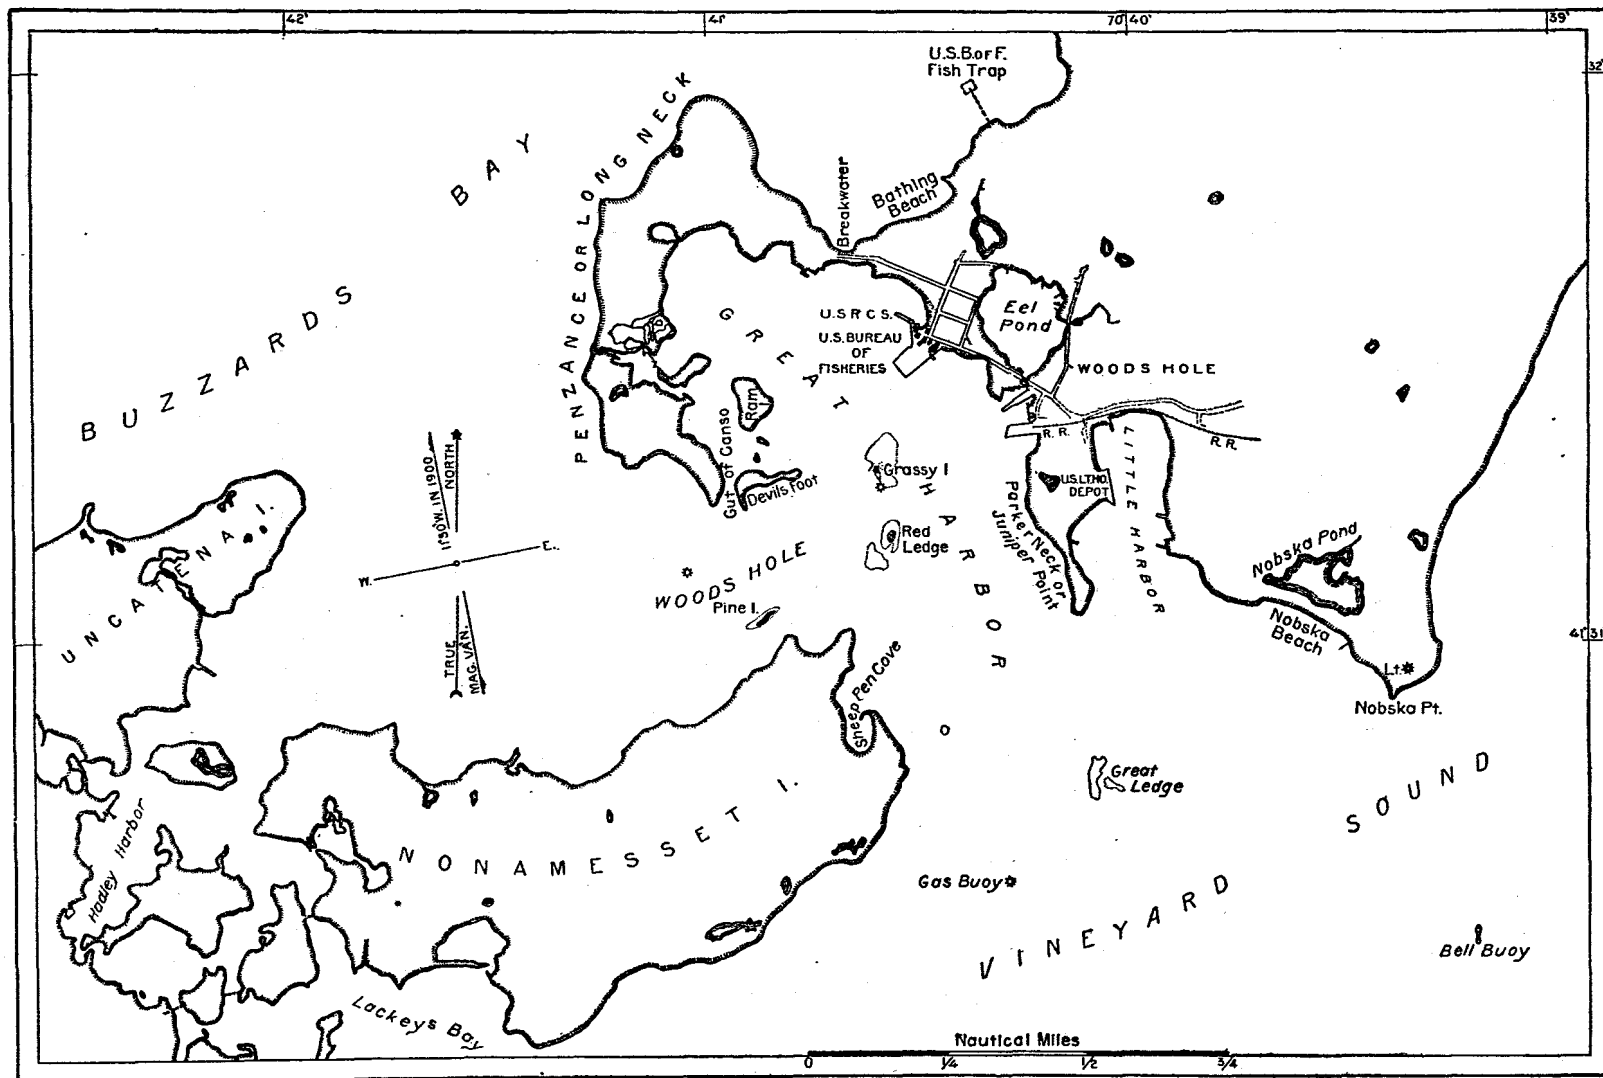 42'
41'
70°40'
39'
32'
U.S.B. of F.
Fish Trap
PENZANCE OR LONG NECK
BUZZARDS BAY
Breakwater
Bathing
Beach
GREAT HARBOR
Eel
Pond
U.S.R.C.S.
U.S. BUREAU
OF
FISHERIES
WOODS HOLE
Ram I.
Gut of Canso
Devils Foot
R. R.
R. R.
Grassy I
U.S.LT.HO.
DEPOT
LITTLE HARBOR
Parker Neck or
Juniper Point
Red
Ledge
NORTH
11°50'W. IN 1900
E.
W.
TRUE
MAG. VAR.
WOODS HOLE
Pine I.
UNCATENA I.
Nobska Pond
Nobska
Beach
41°31'
Lt.
Nobska Pt.
Sheep Pen Cove
Great
Ledge
VINEYARD SOUND
NONAMESSET I.
Hadley Harbor
Gas Buoy
Bell Buoy
Lackeys Bay
Nautical Miles
0 1/4 1/2 3/4